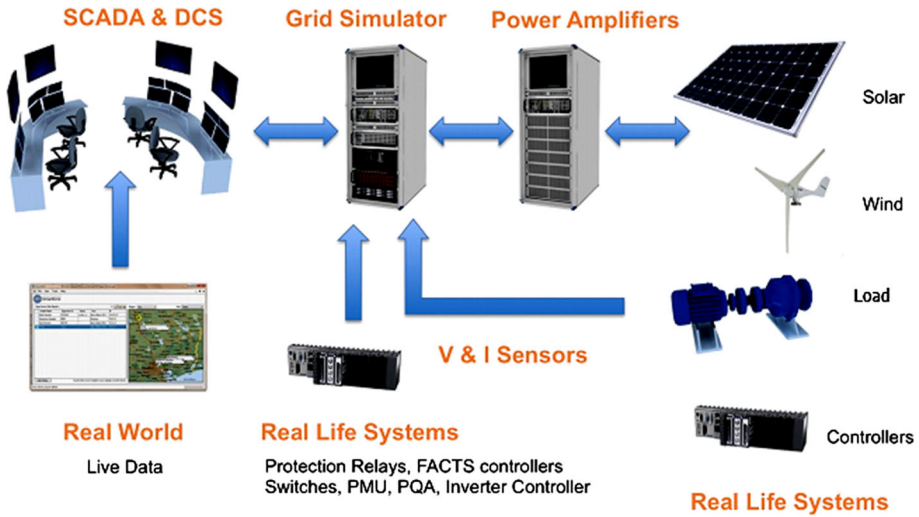 SCADA & DCS
Grid Simulator
Power Amplifiers
Solar
Wind
Load
V & I Sensors
Controllers
Real World
Live Data
Real Life Systems
Protection Relays, FACTS controllers
Switches, PMU, PQA, Inverter Controller
Real Life Systems